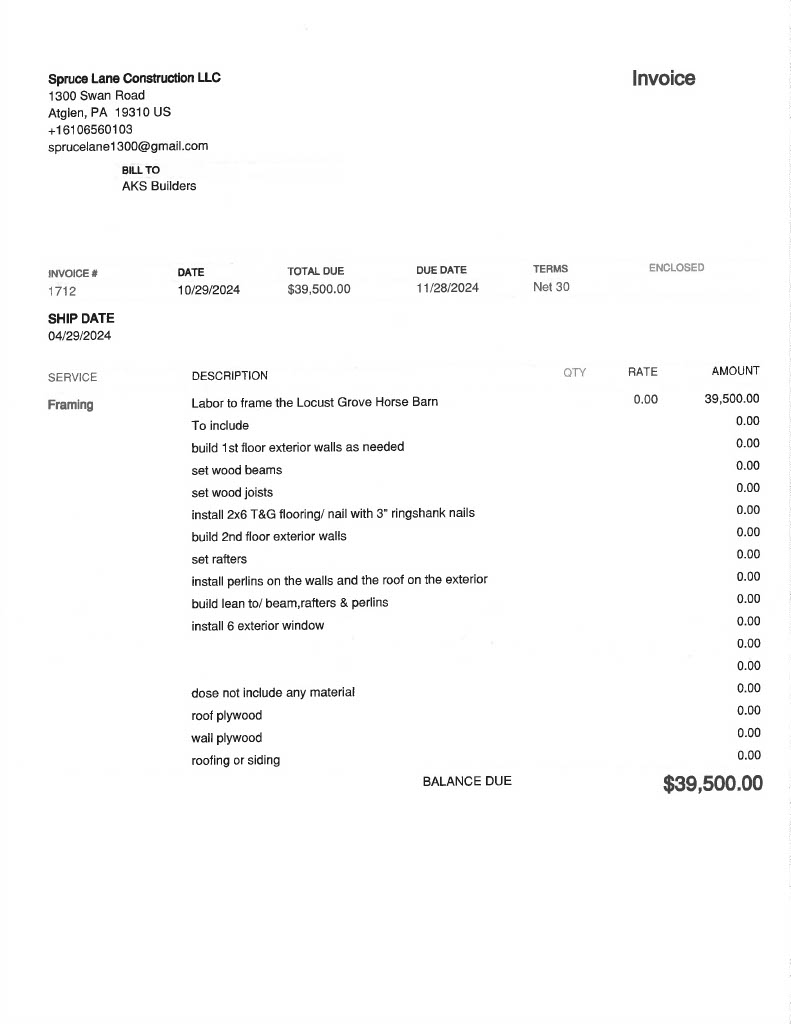 Spruce Lane Construction LLC
Invoice
1300 Swan Road
Atglen, PA 19310 US
+16106560103
sprucelane1300@gmail.com
BILL TO
AKS Builders
INVOICE # DATE TOTAL DUE DUE DATE TERMS ENCLOSED
1712 10/29/2024 $39,500.00 11/28/2024 Net 30
SHIP DATE
04/29/2024
SERVICE DESCRIPTION QTY RATE AMOUNT
Framing Labor to frame the Locust Grove Horse Barn 0.00 39,500.00
To include 0.00
build 1st floor exterior walls as needed 0.00
set wood beams 0.00
set wood joists 0.00
install 2x6 T&G flooring/ nail with 3" ringshank nails 0.00
build 2nd floor exterior walls 0.00
set rafters 0.00
install perlins on the walls and the roof on the exterior 0.00
build lean to/ beam,rafters & perlins 0.00
install 6 exterior window 0.00
0.00
0.00
dose not include any material 0.00
roof plywood 0.00
wall plywood 0.00
roofing or siding 0.00
BALANCE DUE $39,500.00